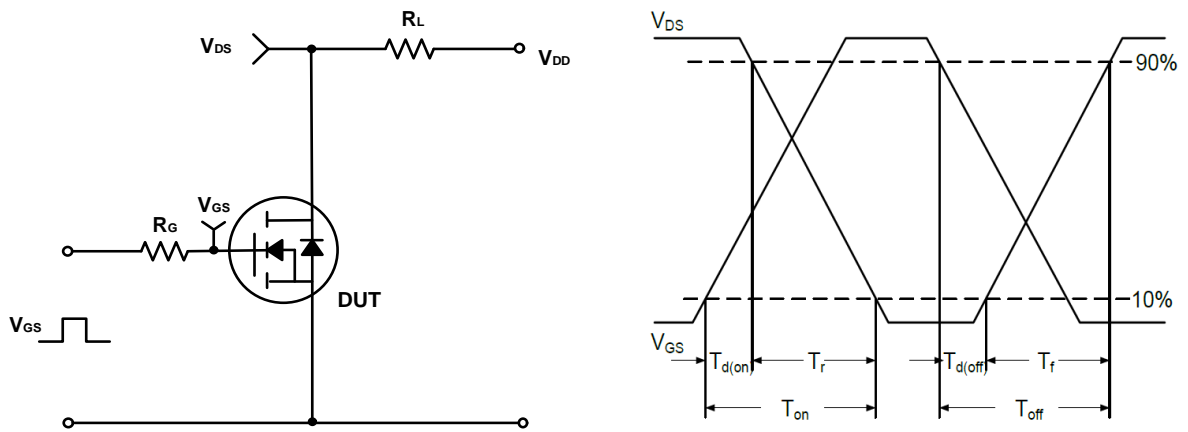 RL
VDS
VDD
VGS
RG
DUT
VGS
VDS
90%
10%
VGS
Td(on)
Tr
Td(off)
Tf
Ton
Toff